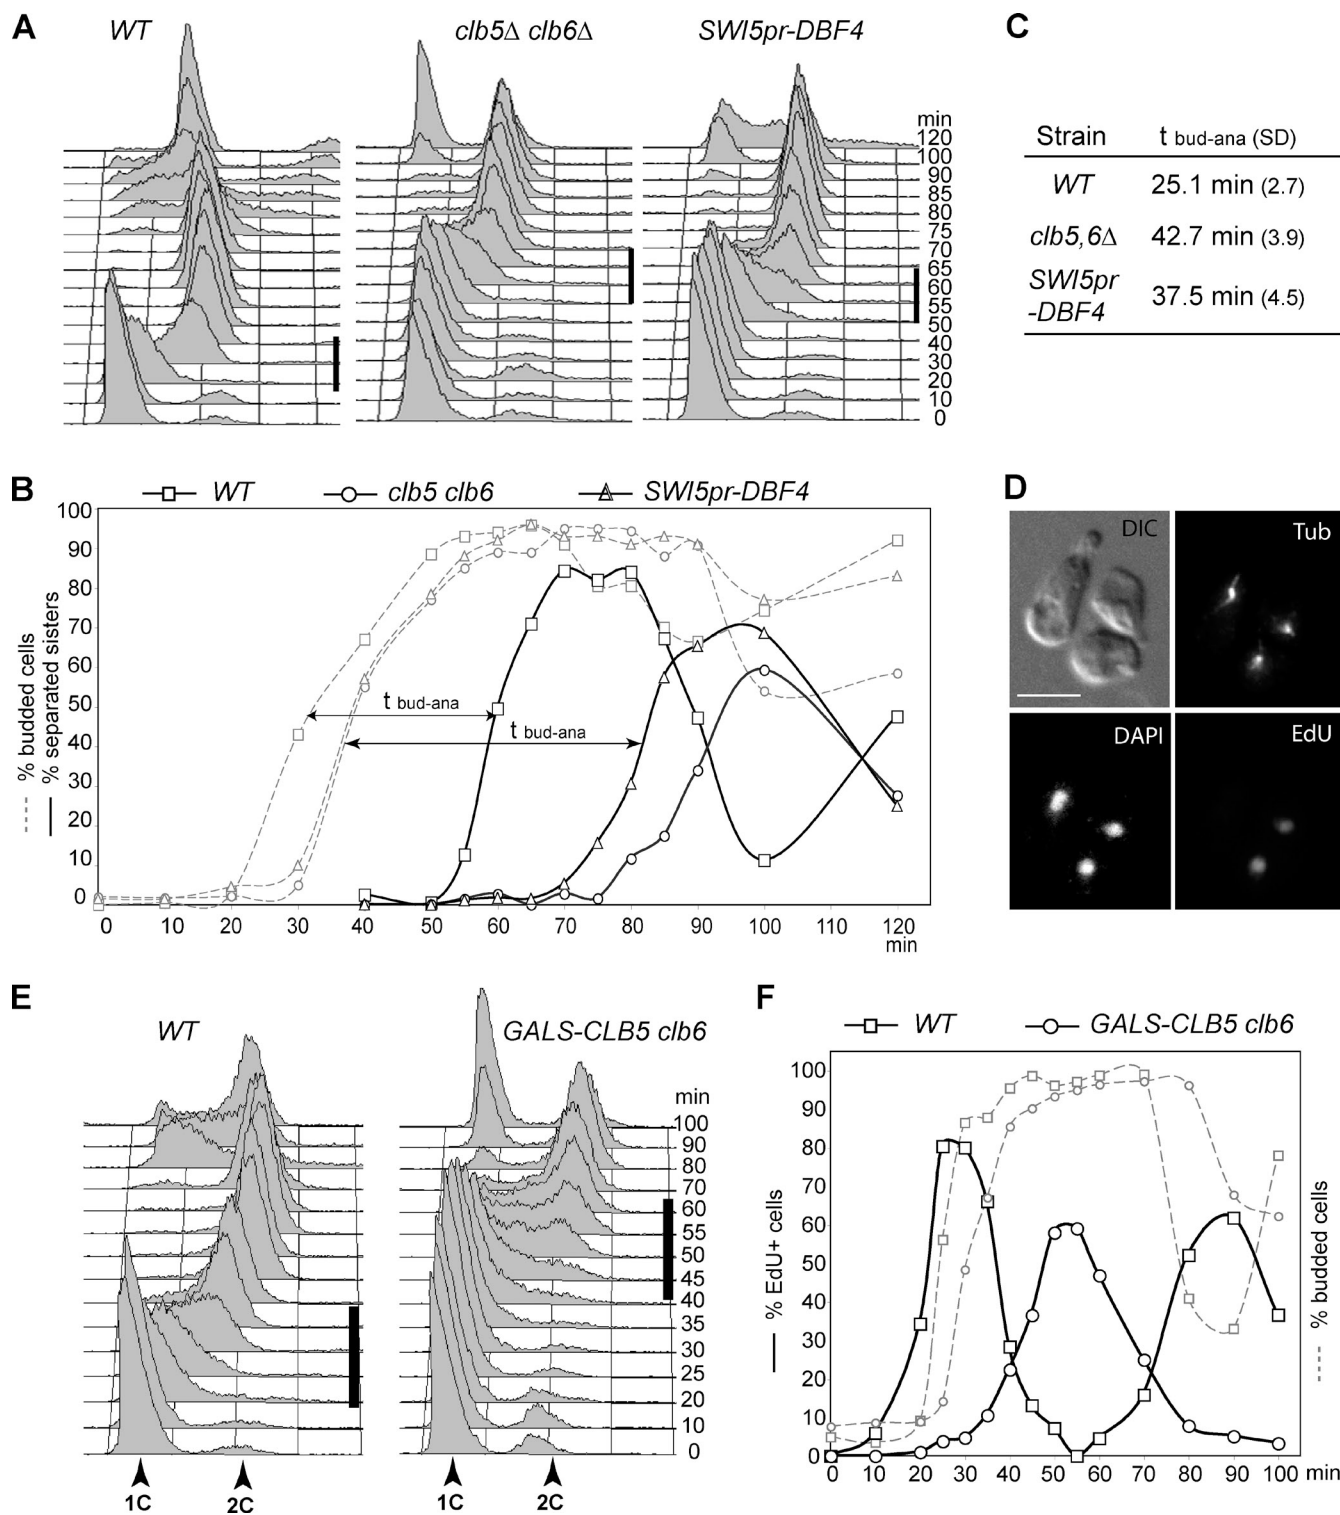 A
WT
clb5Δ clb6Δ
SWI5pr-DBF4
min
120
100
90
85
80
75
70
65
60
55
50
40
30
20
10
0
C
Strain t bud-ana (SD)
WT 25.1 min (2.7)
clb5,6Δ 42.7 min (3.9)
SWI5pr
-DBF4 37.5 min (4.5)
B
WT
clb5 clb6
SWI5pr-DBF4
% budded cells
% separated sisters
100
90
80
70
60
50
40
30
20
10
0
t bud-ana
t bud-ana
0 10 20 30 40 50 60 70 80 90 100 110 120
min
D
DIC
Tub
DAPI
EdU
E
WT
GALS-CLB5 clb6
min
100
90
80
70
60
55
50
45
40
35
30
25
20
10
0
1C 2C 1C 2C
F
WT
GALS-CLB5 clb6
% EdU+ cells
100
90
80
70
60
50
40
30
20
10
0
% budded cells
0 10 20 30 40 50 60 70 80 90 100 min